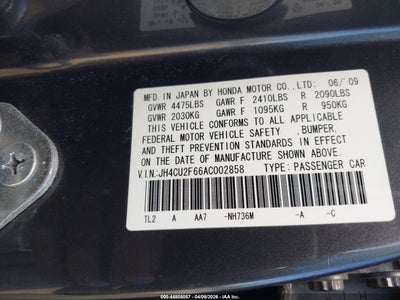 MFD. IN JAPAN BY HONDA MOTOR CO.,LTD: 06/ 09
GVWR 4475LBS GAWR F 2410LBS R 2090LBS
GVWR 2030KG GAWR F 1095KG R 950KG
THIS VEHICLE CONFORMS TO ALL APPLICABLE
FEDERAL MOTOR VEHICLE SAFETY ,BUMPER,
AND THEFT PREVENTION STANDARDS IN EFFECT
ON DATE OF MANUFACTURE SHOWN ABOVE.
V.I.N:JH4CU2F66AC002858 TYPE: PASSENGER CAR
TL2 A AA7 -NH736M -A -C
000-44808087 - 04/06/2026 - IAA Inc.